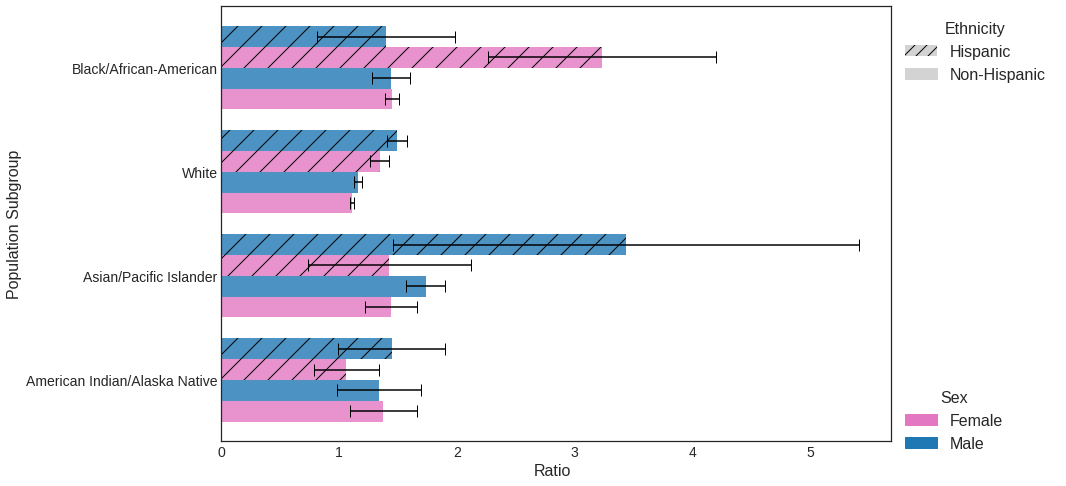 Population Subgroup
Black/African-American
White
Asian/Pacific Islander
American Indian/Alaska Native
0 1 2 3 4 5
Ratio
Ethnicity
Hispanic
Non-Hispanic
Sex
Female
Male